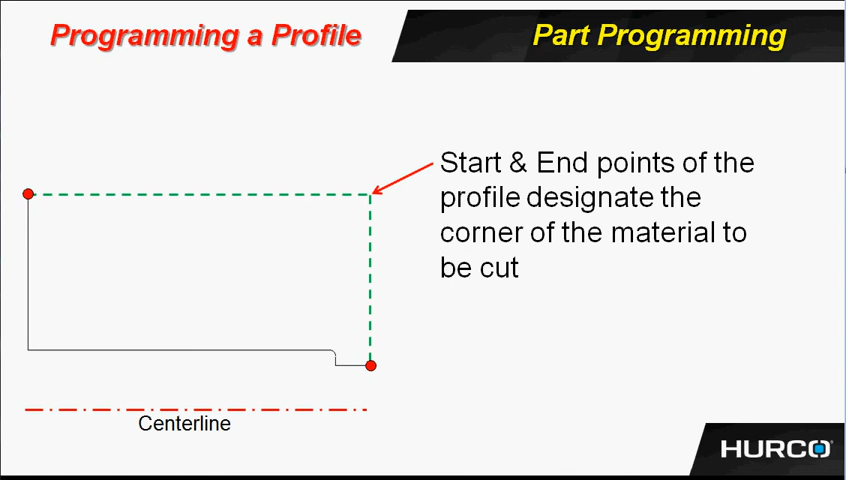 Programming a Profile
Part Programming
Start & End points of the
profile designate the
corner of the material to
be cut
Centerline
HURCO